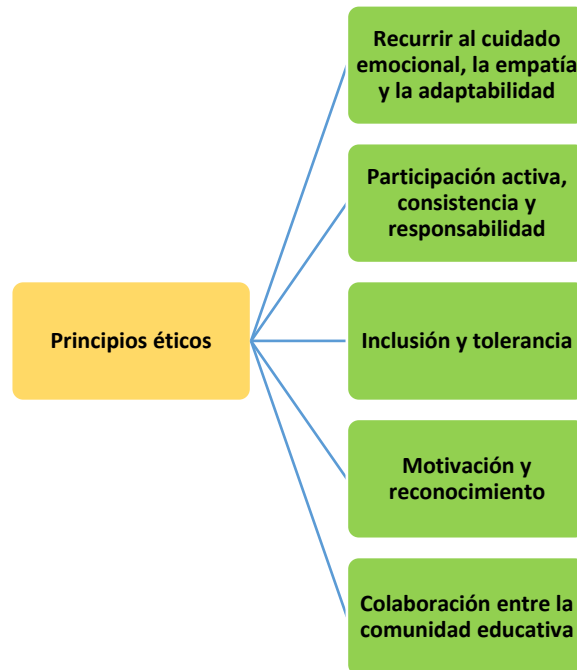 Recurrir al cuidado
emocional, la empatía
y la adaptabilidad
Participación activa,
consistencia y
responsabilidad
Principios éticos
Inclusión y tolerancia
Motivación y
reconocimiento
Colaboración entre la
comunidad educativa